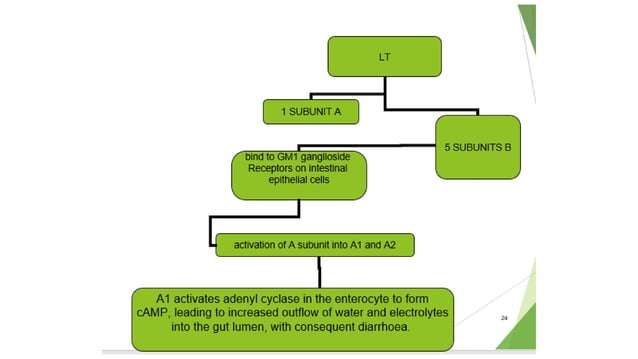 LT
1 SUBUNIT A
5 SUBUNITS B
bind to GM1 ganglioside
Receptors on intestinal
epithelial cells
activation of A subunit into A1 and A2
A1 activates adenyl cyclase in the enterocyte to form
cAMP, leading to increased outflow of water and electrolytes
into the gut lumen, with consequent diarrhoea.
24